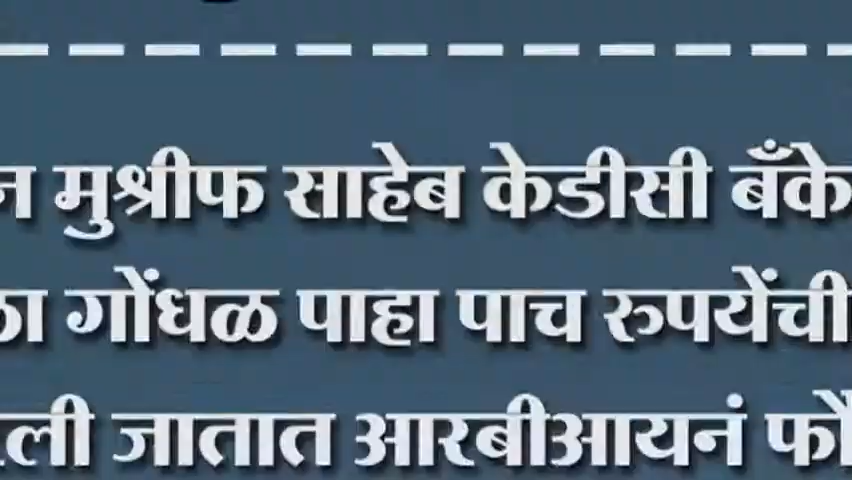 मुश्रीफ साहेब केडीसी बँके
गोंधळ पाहा पाच रुपयेंची
जातात आरबीआयनं